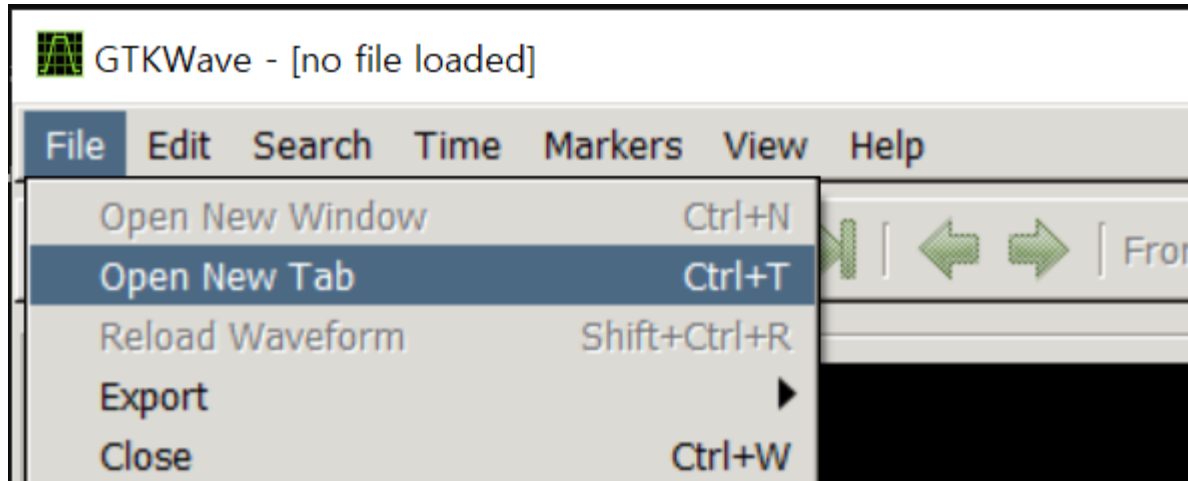 GTKWave - [no file loaded]
File Edit Search Time Markers View Help
Open New Window Ctrl+N
Open New Tab Ctrl+T
Reload Waveform Shift+Ctrl+R
Export
Close Ctrl+W